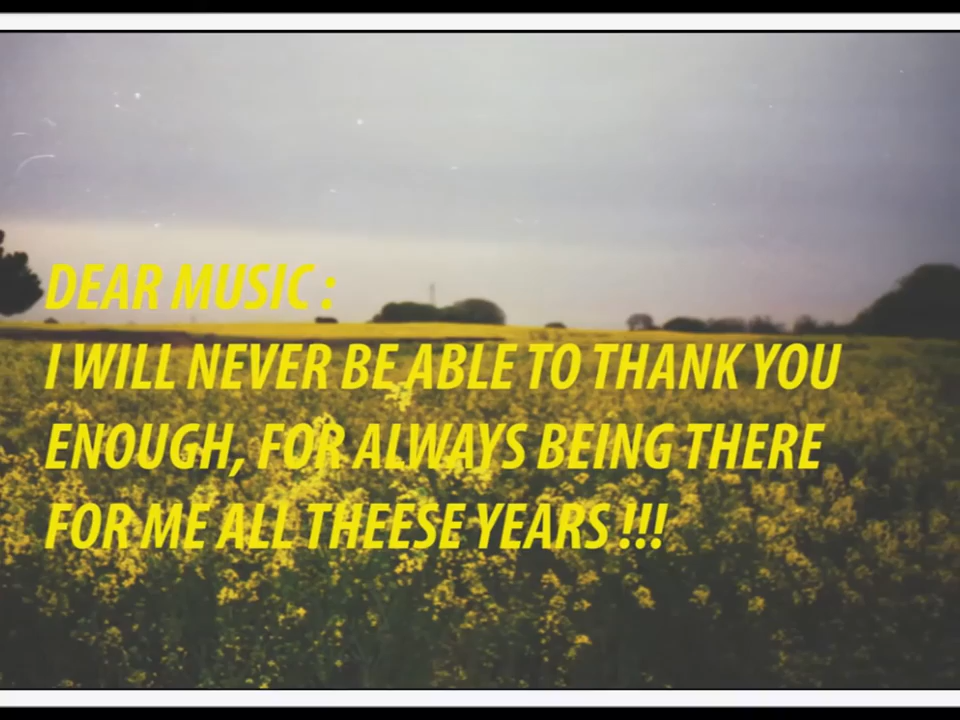 DEAR MUSIC :
I WILL NEVER BE ABLE TO THANK YOU
ENOUGH, FOR ALWAYS BEING THERE
FOR ME ALL THEESE YEARS !!!